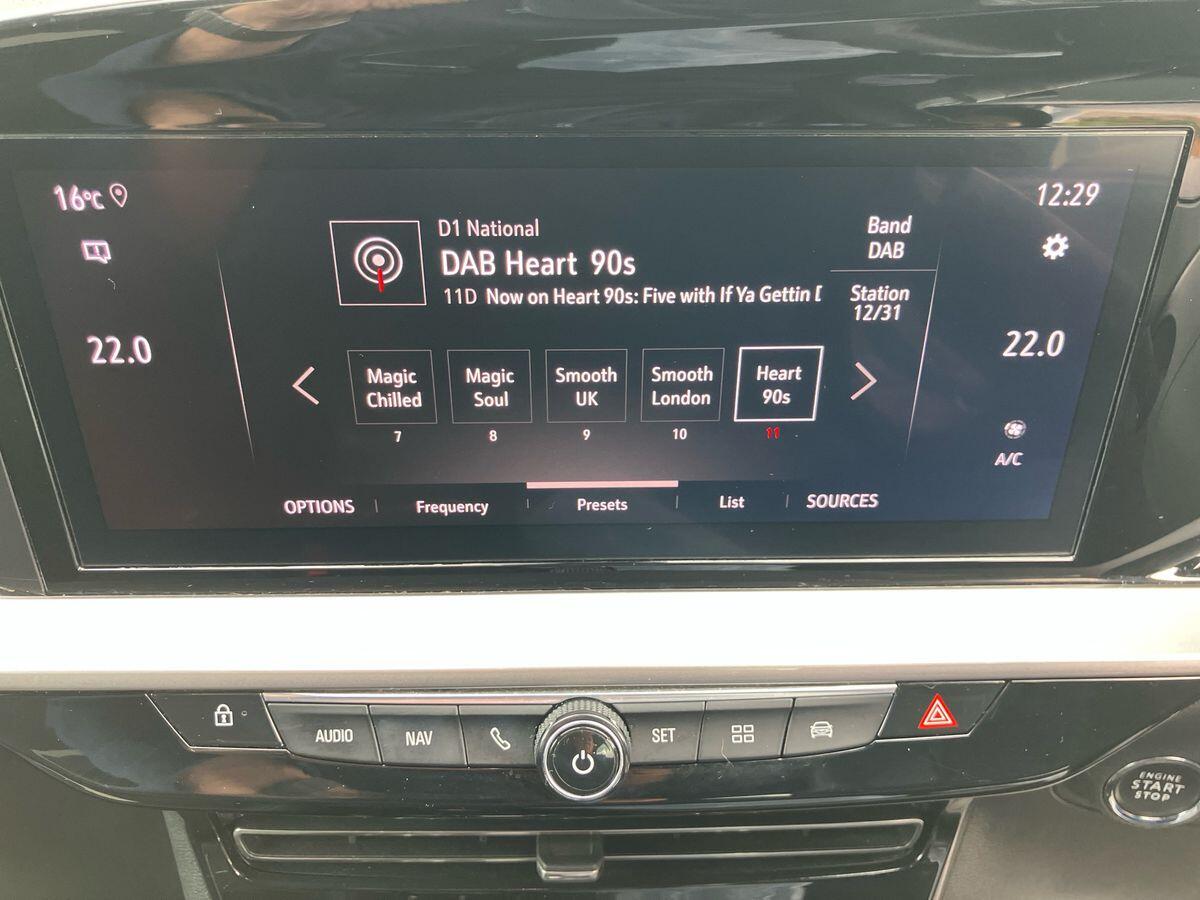 16°C
12:29
D1 National
DAB Heart 90s
11D Now on Heart 90s: Five with If Ya Gettin
Band
DAB
Station
12/31
22.0
22.0
Magic
Chilled
7
Magic
Soul
8
Smooth
UK
9
Smooth
London
10
Heart
90s
11
A/C
OPTIONS
Frequency
Presets
List
SOURCES
AUDIO
NAV
SET
ENGINE
START
STOP